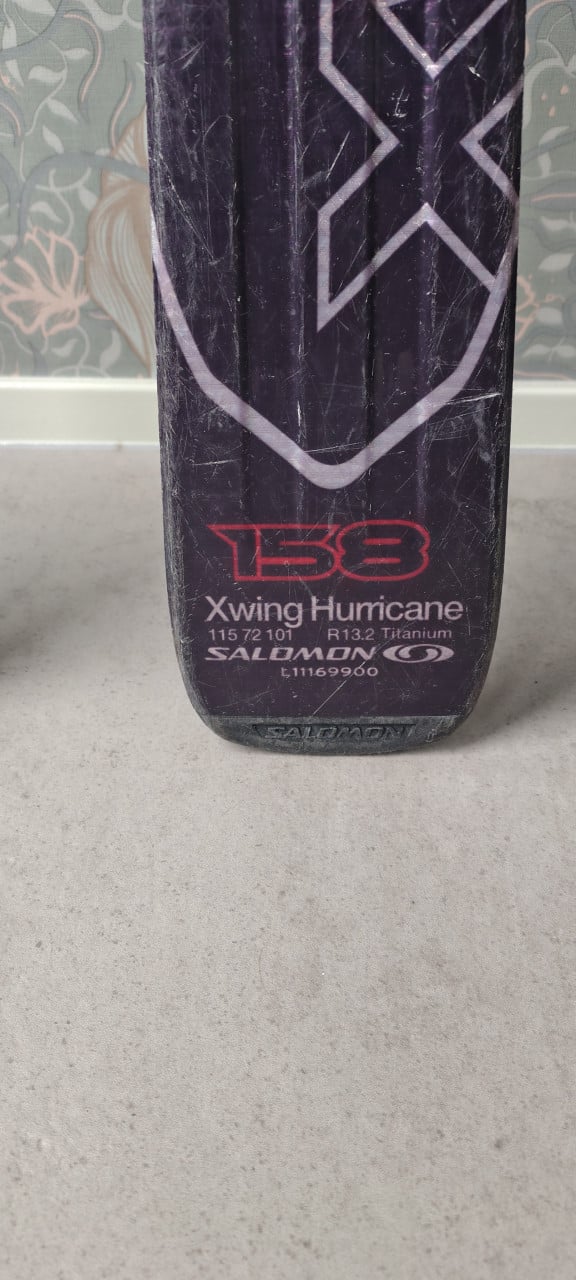 158
Xwing Hurricane
115 72 101 R13.2 Titanium
SALOMON
L11169900
SALOMON